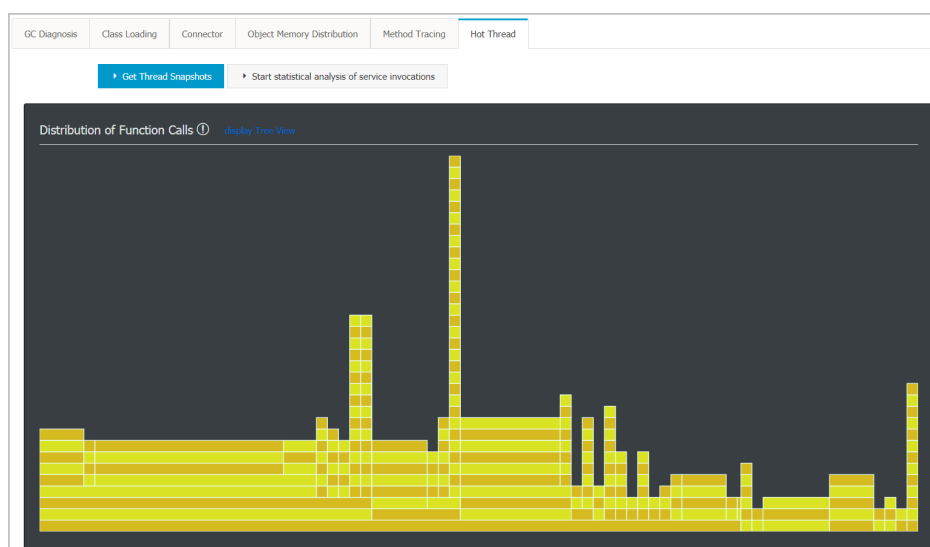 GC Diagnosis Class Loading Connector Object Memory Distribution Method Tracing Hot Thread
Get Thread Snapshots Start statistical analysis of service invocations
Distribution of Function Calls display Tree View